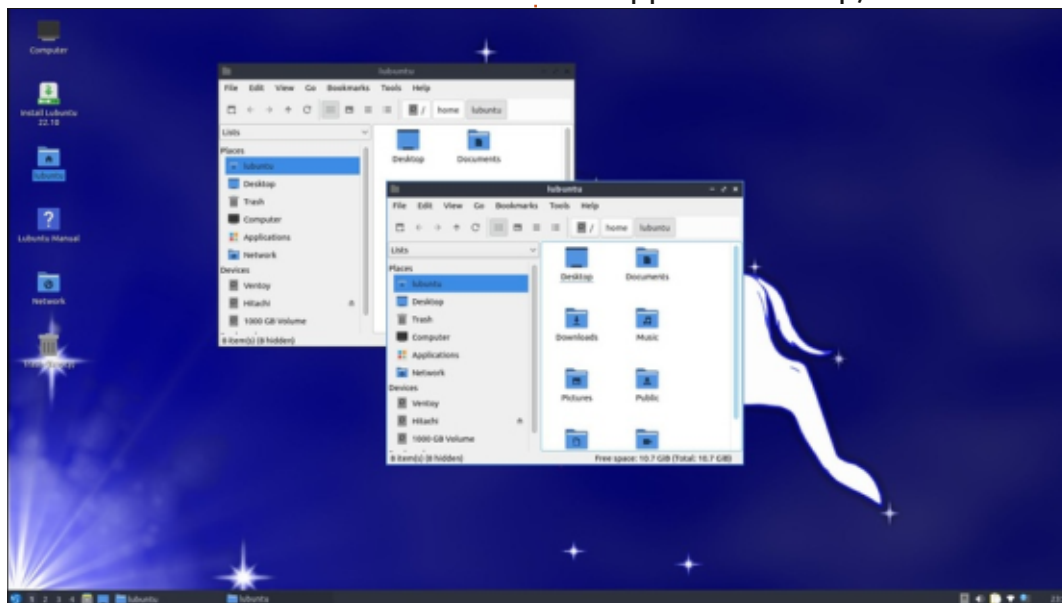 Computer
Install Lubuntu
22.10
lubuntu
Lubuntu Manual
Network
lubuntu
File Edit View Go Bookmarks Tools Help
/ home lubuntu
Lists
Places
lubuntu
Desktop
Trash
Computer
Applications
Network
Devices
Ventoy
Hitachi
1000 GB Volume
8 item(s) (8 hidden)
Desktop Documents
lubuntu
File Edit View Go Bookmarks Tools Help
/ home lubuntu
Lists
Places
lubuntu
Desktop
Trash
Computer
Applications
Network
Devices
Ventoy
Hitachi
1000 GB Volume
Desktop Documents
Downloads Music
Pictures Public
8 item(s) (8 hidden) Free space: 10.7 GiB (Total: 10.7 GiB)
1 2 3 4 lubuntu lubuntu